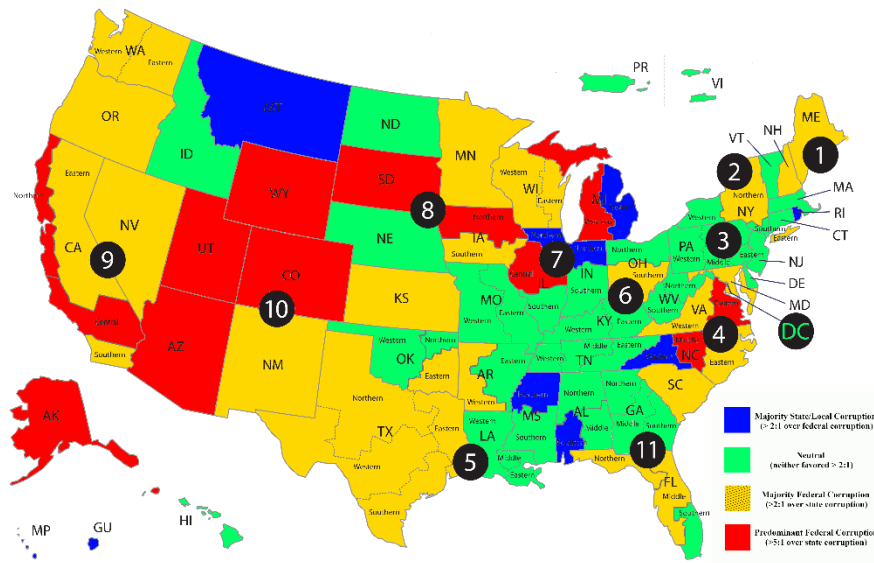 PR
VI
ME
VT
NH
1
Western
WA
Eastern
OR
MT
ND
MN
ID
2
Northern
NY
MA
RI
CT
Western
WI
Eastern
SD
WY
8
MI
Western
Northern
Eastern
NV
CA
9
UT
CO
10
NE
Northern
IA
Southern
7
Central
IL
IN
Northern
OH
Southern
Western
PA
Western
Middle
3
Eastern
Southern
Eastern
NJ
DE
MD
DC
KS
MO
Western
Eastern
Southern
Southern
6
Northern
WV
Southern
VA
Western
4
Western
KY
Eastern
Central
Southern
AZ
NM
OK
Northern
Eastern
Western
AR
Eastern
Western
Western
Middle
TN
Eastern
Middle
NC
Eastern
SC
Northern
TX
Western
Eastern
Southern
5
Western
LA
Middle
Eastern
MS
Southern
AL
Northern
Middle
Northern
GA
Middle
Southern
11
Northern
FL
Middle
Southern
AK
HI
MP
GU
Majority State/Local Corruption
(> 2:1 over federal corruption)
Neutral
(neither favored > 2:1)
Majority Federal Corruption
(>2:1 over state corruption)
Predominant Federal Corruption
(>5:1 over state corruption)